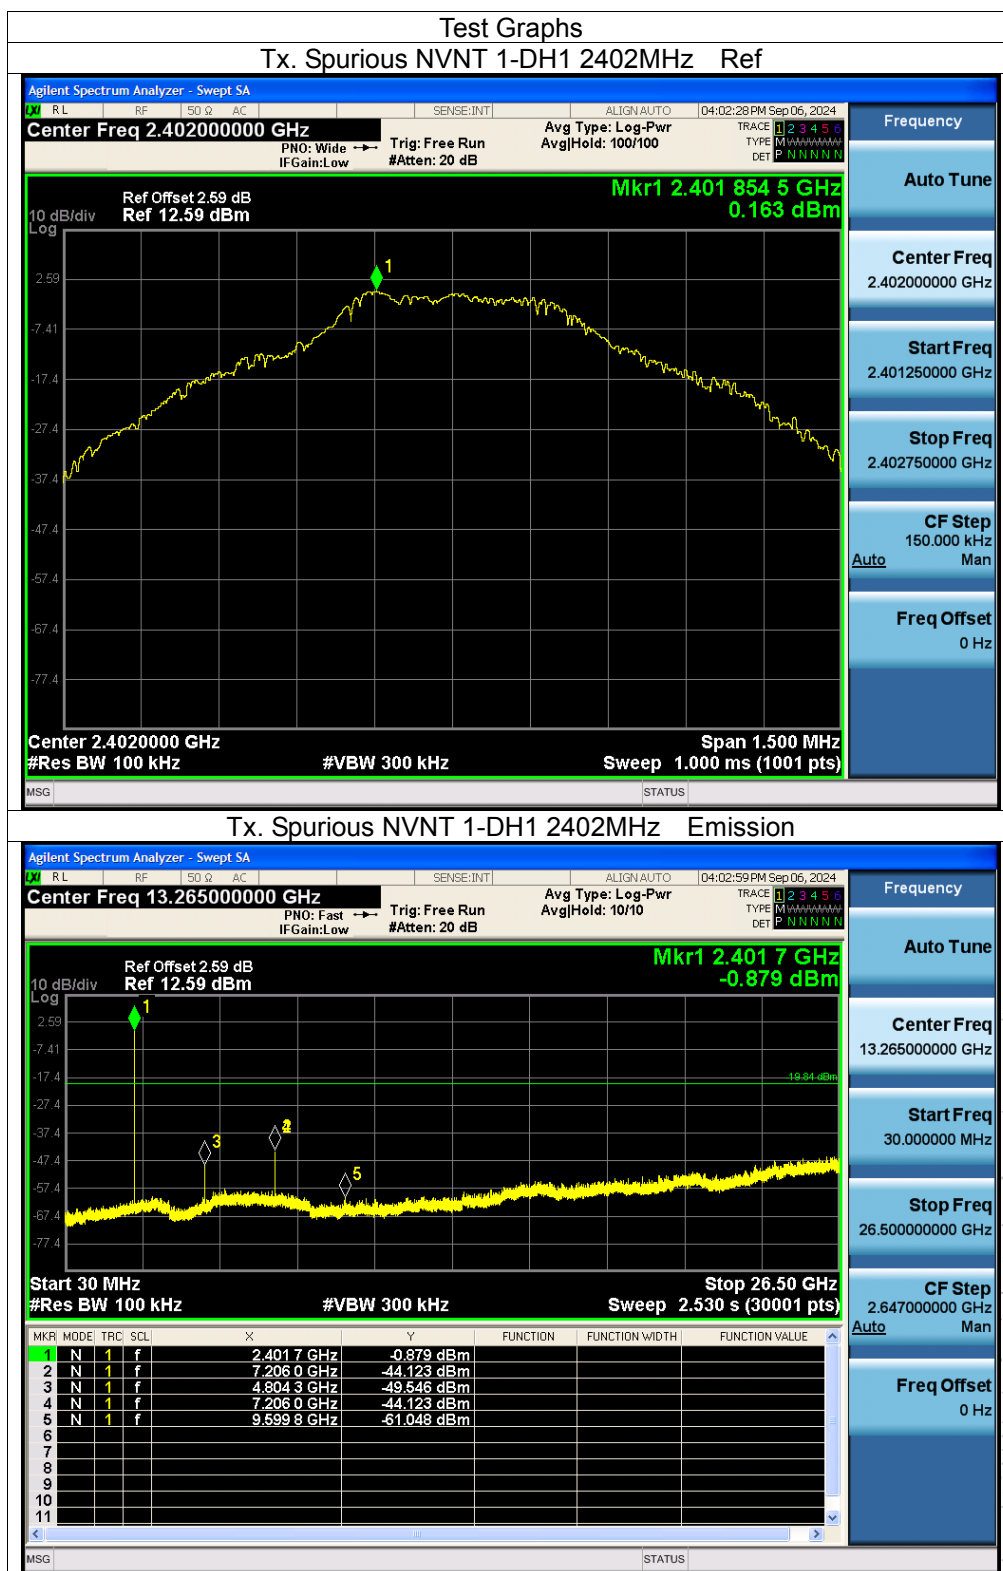 Test Graphs
Tx. Spurious NVNT 1-DH1 2402MHz Ref
Agilent Spectrum Analyzer - Swept SA
LXI RL RF 50 Ω AC SENSE:INT ALIGN AUTO 04:02:28 PM Sep 06, 2024
Center Freq 2.402000000 GHz
PNO: Wide
IFGain:Low
Trig: Free Run
#Atten: 20 dB
Avg Type: Log-Pwr
Avg|Hold: 100/100
TRACE 1 2 3 4 5 6
TYPE M
DET P N N N N N
Mkr1 2.401 854 5 GHz
0.163 dBm
Ref Offset 2.59 dB
10 dB/div Ref 12.59 dBm
Log
1
2.59
-7.41
-17.4
-27.4
-37.4
-47.4
-57.4
-67.4
-77.4
Center 2.4020000 GHz Span 1.500 MHz
#Res BW 100 kHz #VBW 300 kHz Sweep 1.000 ms (1001 pts)
MSG STATUS
Frequency
Auto Tune
Center Freq
2.402000000 GHz
Start Freq
2.401250000 GHz
Stop Freq
2.402750000 GHz
CF Step
150.000 kHz
Auto Man
Freq Offset
0 Hz
Tx. Spurious NVNT 1-DH1 2402MHz Emission
Agilent Spectrum Analyzer - Swept SA
LXI RL RF 50 Ω AC SENSE:INT ALIGN AUTO 04:02:59 PM Sep 06, 2024
Center Freq 13.265000000 GHz
PNO: Fast
IFGain:Low
Trig: Free Run
#Atten: 20 dB
Avg Type: Log-Pwr
Avg|Hold: 10/10
TRACE 1 2 3 4 5 6
TYPE M
DET P N N N N N
Mkr1 2.401 7 GHz
-0.879 dBm
Ref Offset 2.59 dB
10 dB/div Ref 12.59 dBm
Log
1
2.59
-7.41
-17.4
-19.84 dBm
-27.4
-37.4
3
-47.4
5
-57.4
-67.4
-77.4
Start 30 MHz Stop 26.50 GHz
#Res BW 100 kHz #VBW 300 kHz Sweep 2.530 s (30001 pts)
MKR MODE TRC SCL X Y FUNCTION FUNCTION WIDTH FUNCTION VALUE
1 N 1 f 2.401 7 GHz -0.879 dBm
2 N 1 f 7.206 0 GHz -44.123 dBm
3 N 1 f 4.804 3 GHz -49.546 dBm
4 N 1 f 7.206 0 GHz -44.123 dBm
5 N 1 f 9.599 8 GHz -61.048 dBm
6
7
8
9
10
11
MSG STATUS
Frequency
Auto Tune
Center Freq
13.265000000 GHz
Start Freq
30.000000 MHz
Stop Freq
26.500000000 GHz
CF Step
2.647000000 GHz
Auto Man
Freq Offset
0 Hz